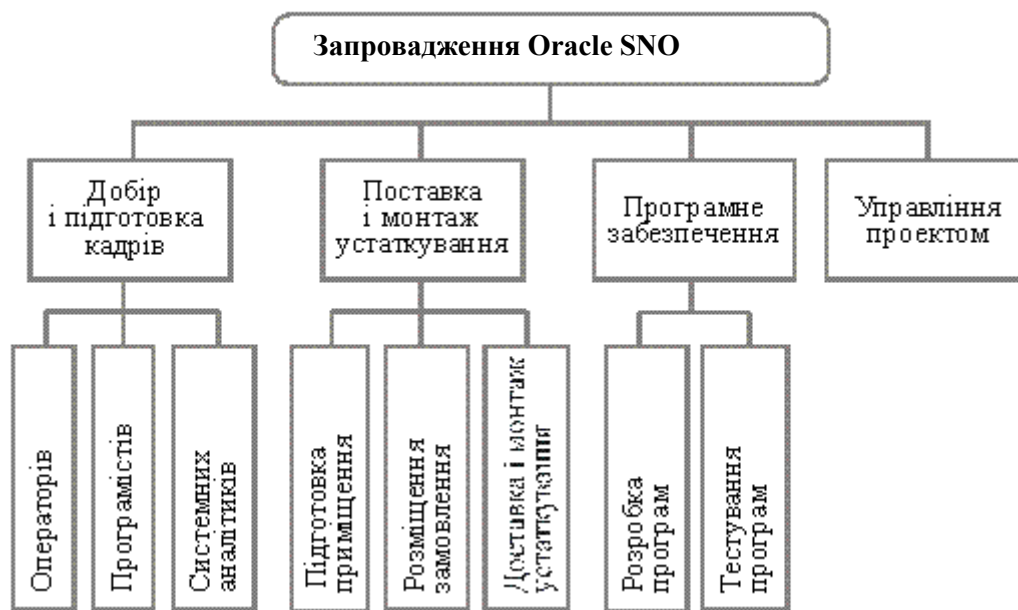 Запровадження Oracle SNO
Добір
і підготовка
кадрів
Поставка
і монтаж
устаткування
Програмне
забезпечення
Управління
проектом
Операторів
Програмістів
Системних
аналітиків
Підготовка
приміщення
Розміщення
замовлення
Доставка і монтаж
устаткування
Розробка
програм
Тестування
програм